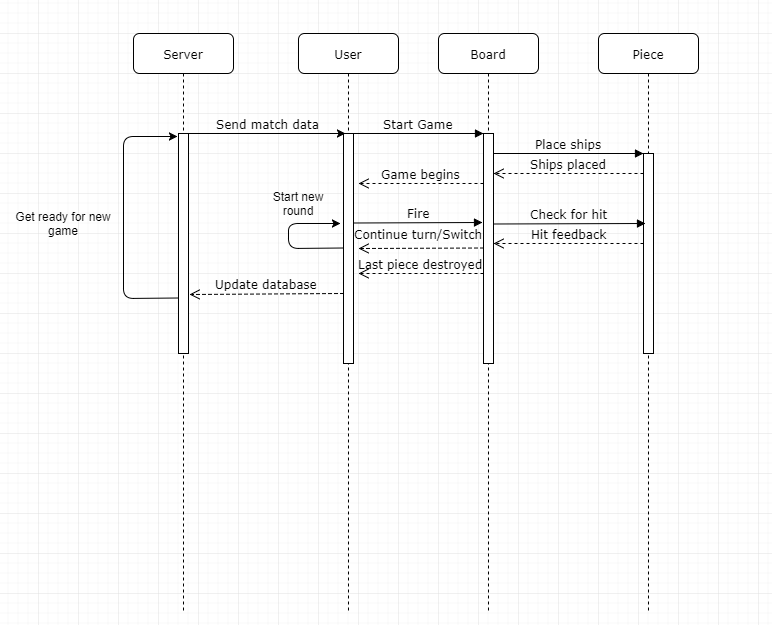 Server
User
Board
Piece
Send match data
Start Game
Place ships
Ships placed
Game begins
Start new
round
Get ready for new
game
Fire
Check for hit
Continue turn/Switch
Hit feedback
Last piece destroyed
Update database